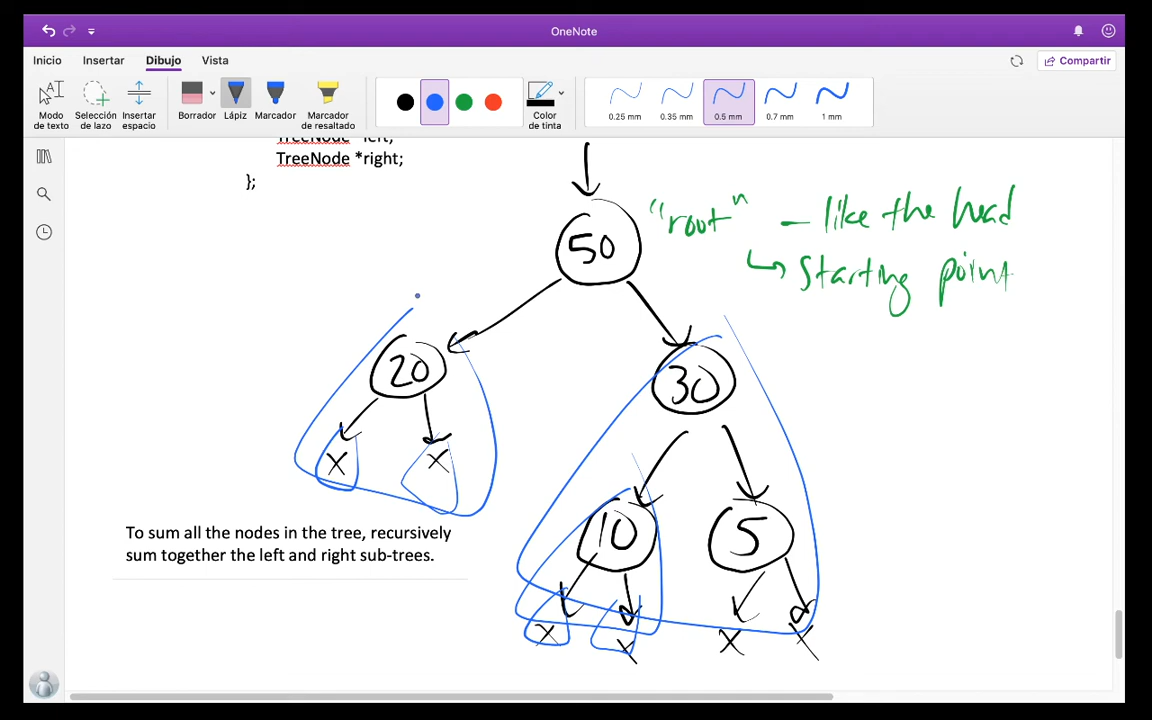 OneNote
Inicio
Insertar
Dibujo
Vista
Compartir
Modo de texto
Selección de lazo
Insertar espacio
Borrador
Lápiz
Marcador
Marcador de resaltado
Color de tinta
0.25 mm
0.35 mm
0.5 mm
0.7 mm
1 mm
TreeNode *left;
TreeNode *right;
};
50
"root" - like the head
↳ Starting point
20
30
X
X
10
5
X
X
X
X
To sum all the nodes in the tree, recursively
sum together the left and right sub-trees.